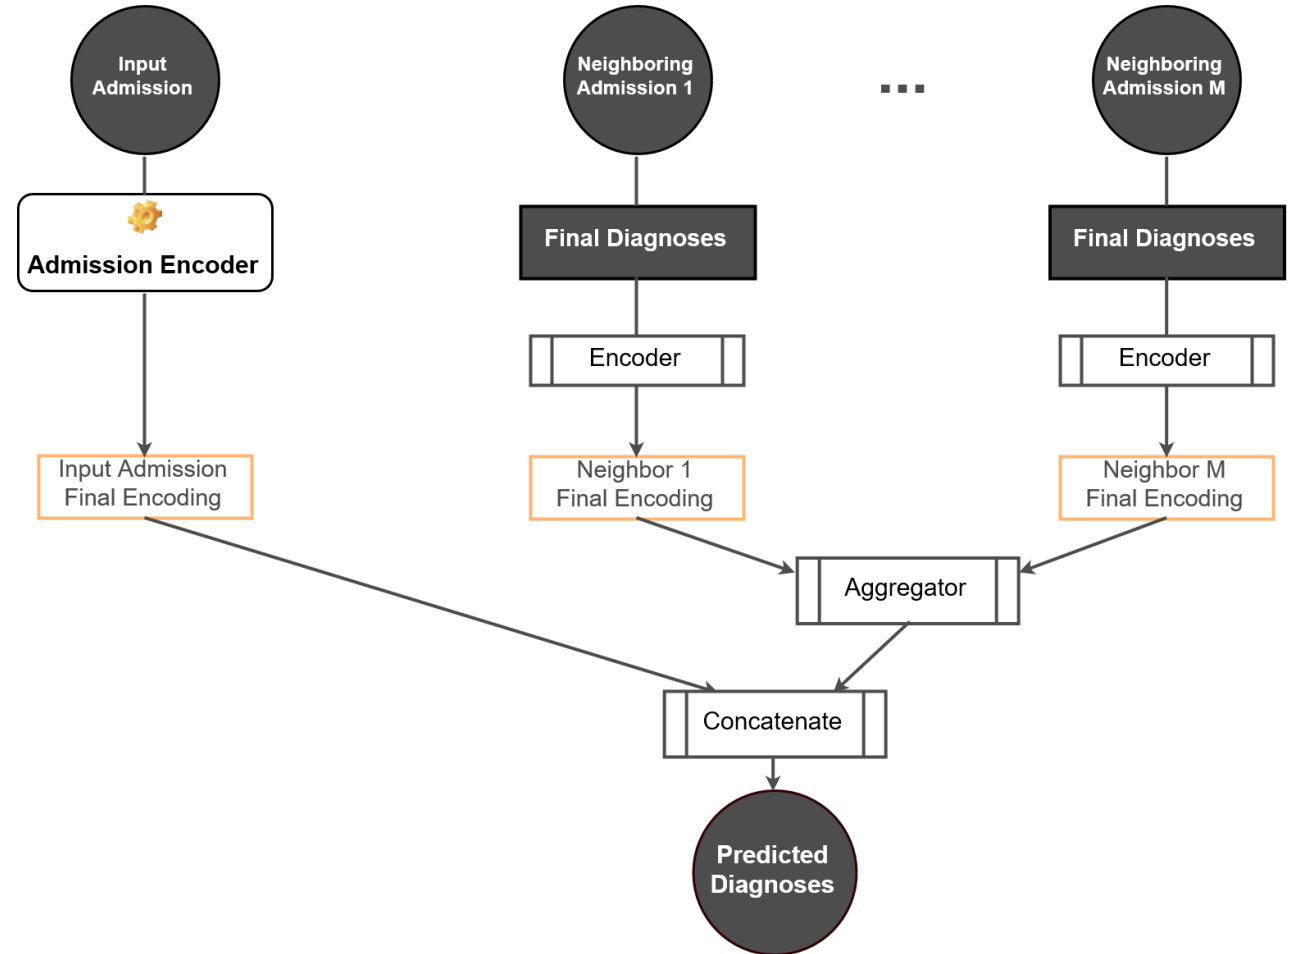 Input
Admission
Neighboring
Admission 1
...
Neighboring
Admission M
Admission Encoder
Final Diagnoses
Final Diagnoses
Encoder
Encoder
Input Admission
Final Encoding
Neighbor 1
Final Encoding
Neighbor M
Final Encoding
Aggregator
Concatenate
Predicted
Diagnoses